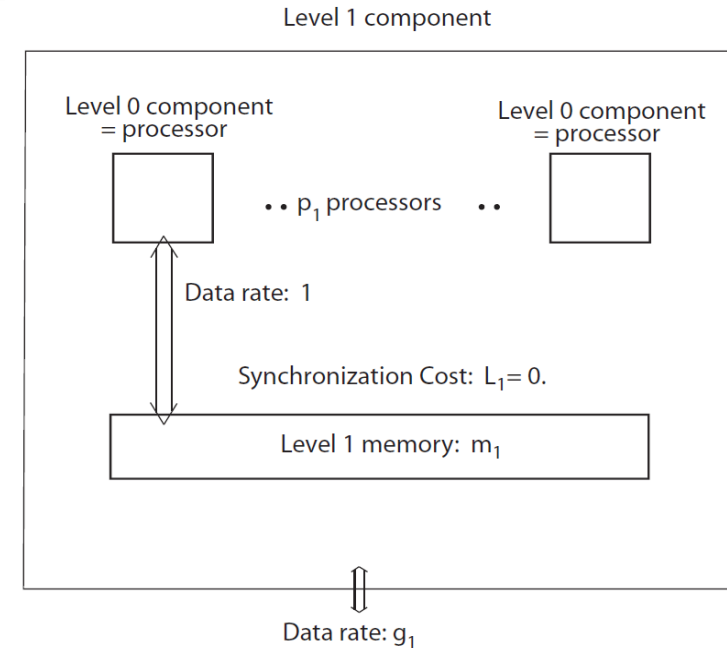 Level 1 component
Level 0 component
= processor
Level 0 component
= processor
•• p₁ processors ••
Data rate: 1
Synchronization Cost: L₁= 0.
Level 1 memory: m₁
Data rate: g₁